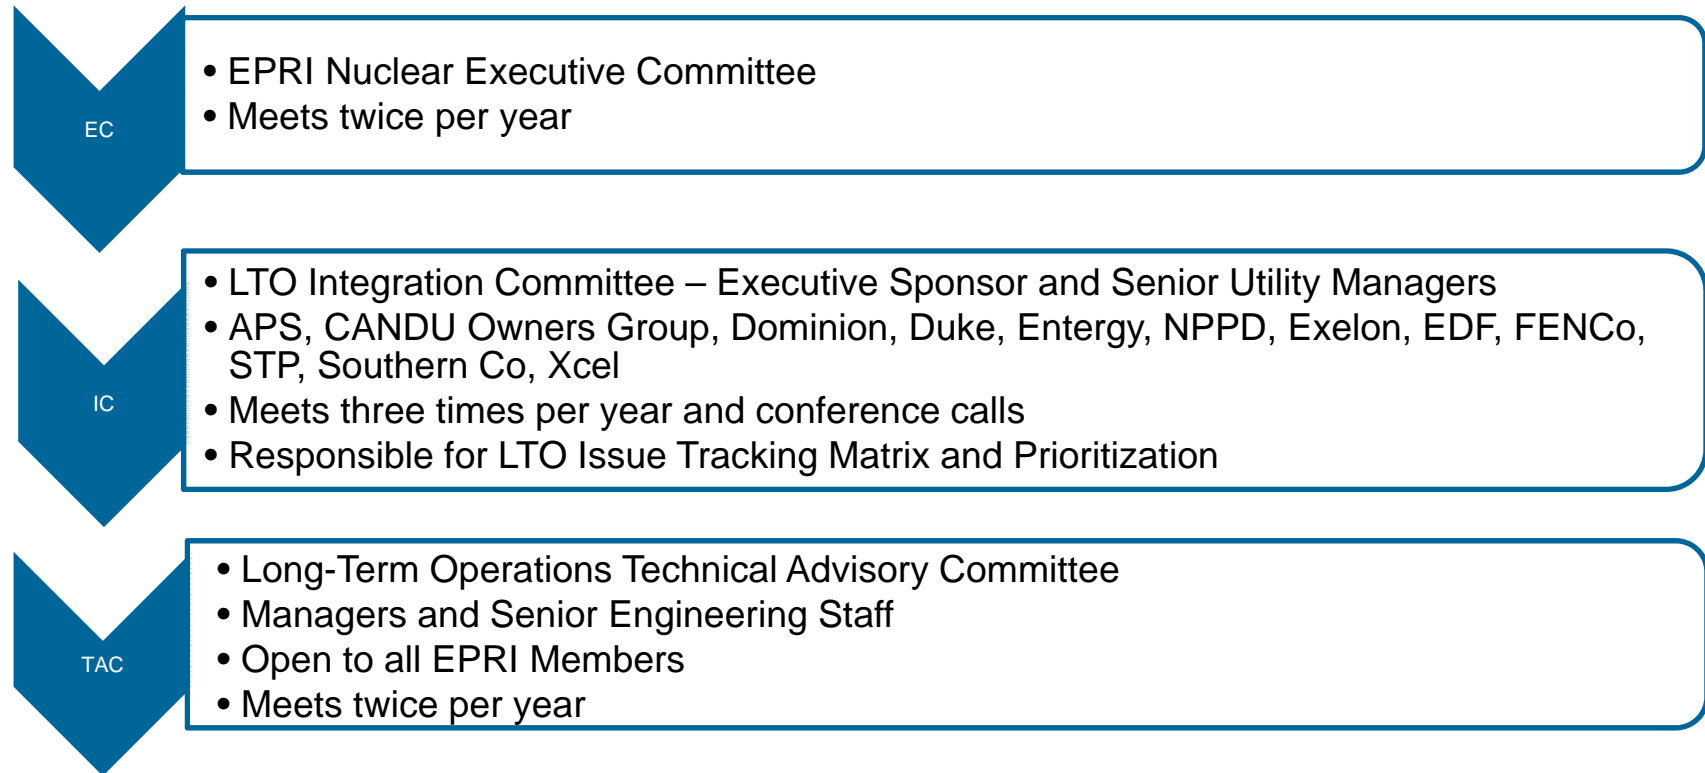 EC
• EPRI Nuclear Executive Committee
• Meets twice per year
IC
• LTO Integration Committee – Executive Sponsor and Senior Utility Managers
• APS, CANDU Owners Group, Dominion, Duke, Entergy, NPPD, Exelon, EDF, FENCo,
STP, Southern Co, Xcel
• Meets three times per year and conference calls
• Responsible for LTO Issue Tracking Matrix and Prioritization
TAC
• Long-Term Operations Technical Advisory Committee
• Managers and Senior Engineering Staff
• Open to all EPRI Members
• Meets twice per year